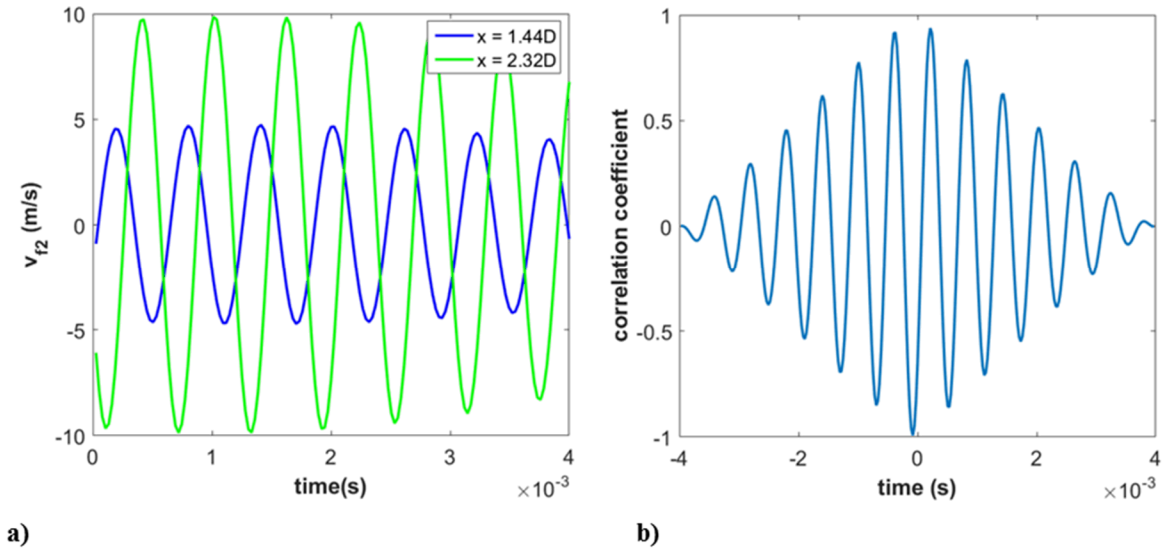 10
5
0
-5
-10
v_f2 (m/s)
x = 1.44D
x = 2.32D
0 1 2 3 4
time(s)
×10^-3
a)
1
0.5
0
-0.5
-1
correlation coefficient
-4 -2 0 2 4
time (s)
×10^-3
b)